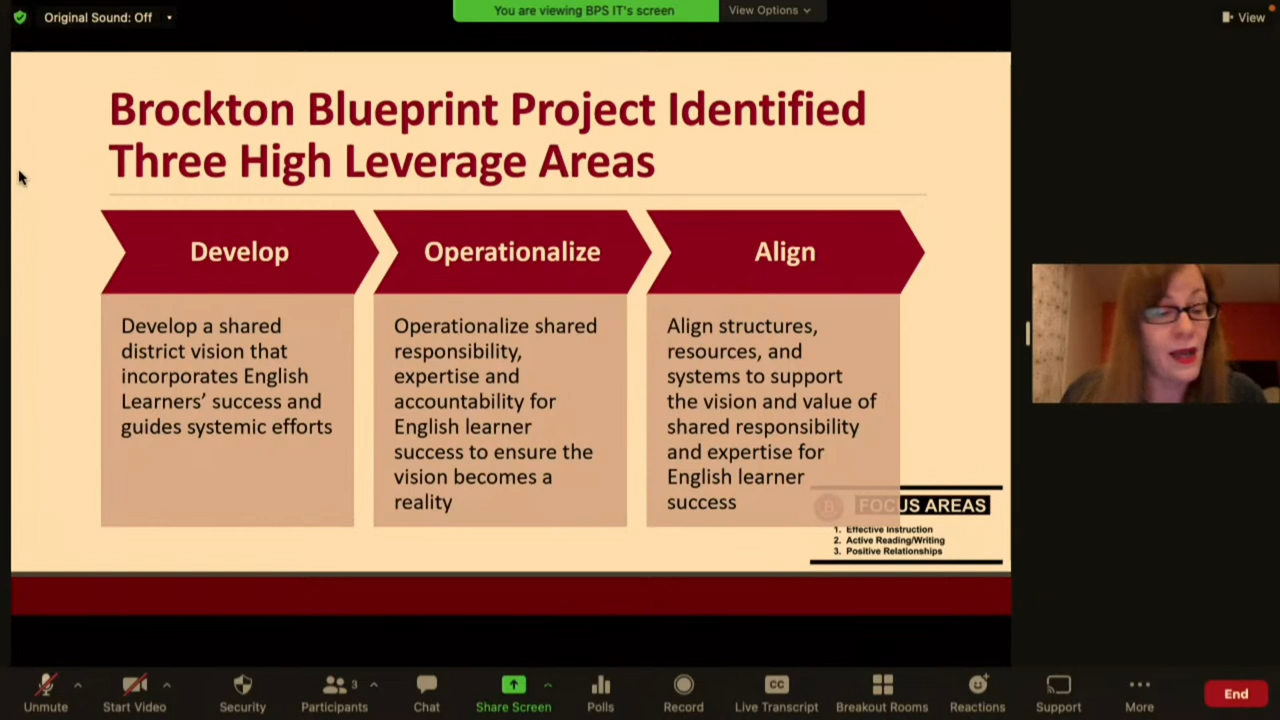 Original Sound: Off
You are viewing BPS IT's screen
View Options
View
Brockton Blueprint Project Identified
Three High Leverage Areas
Develop
Develop a shared
district vision that
incorporates English
Learners' success and
guides systemic efforts
Operationalize
Operationalize shared
responsibility,
expertise and
accountability for
English learner
success to ensure the
vision becomes a
reality
Align
Align structures,
resources, and
systems to support
the vision and value of
shared responsibility
and expertise for
English learner
success
FOCUS AREAS
1. Effective Instruction
2. Active Reading/Writing
3. Positive Relationships
Unmute
Start Video
Security
3
Participants
Chat
Share Screen
Polls
Record
CC
Live Transcript
Breakout Rooms
Reactions
Support
More
End